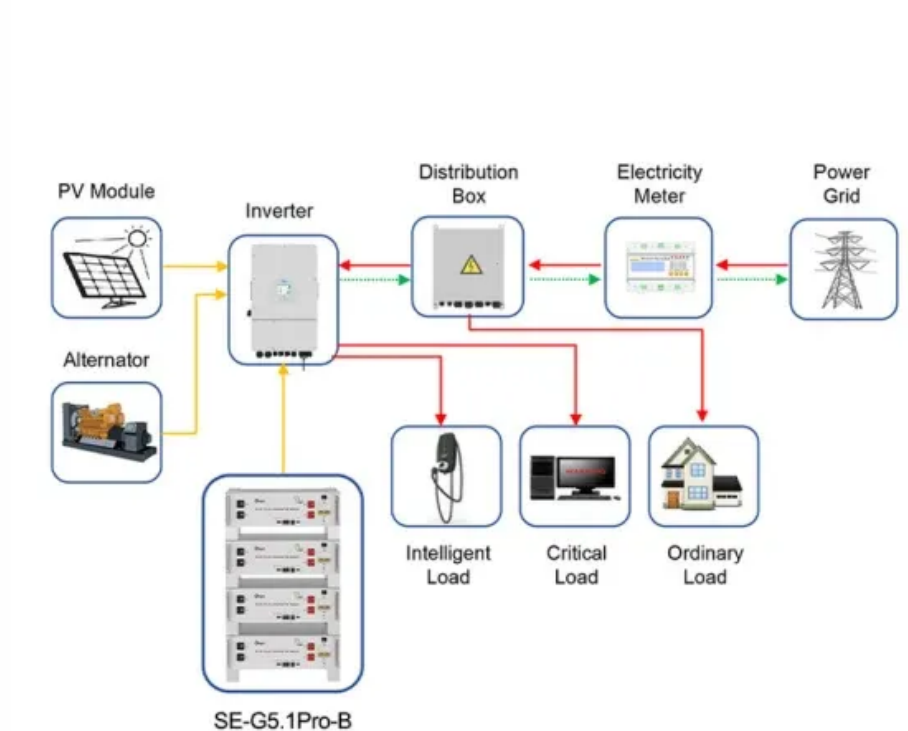 Distribution
Box
Electricity
Meter
Power
Grid
PV Module
Inverter
Alternator
Intelligent
Load
Critical
Load
Ordinary
Load
SE-G5.1Pro-B